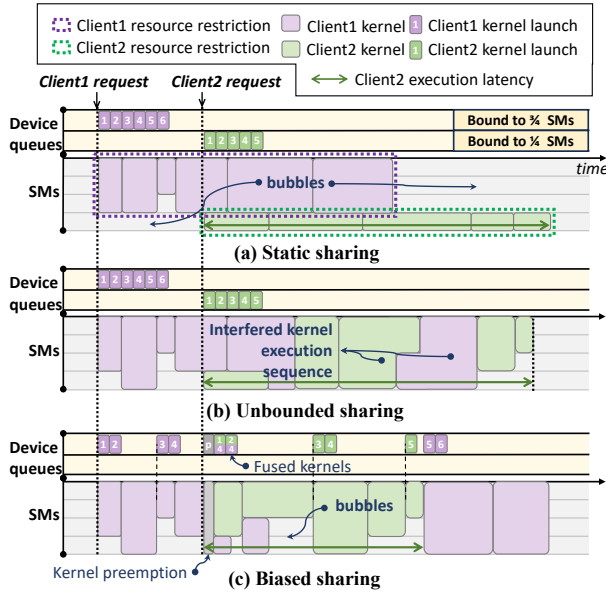 Client1 resource restriction
Client1 kernel
1 Client1 kernel launch
Client2 resource restriction
Client2 kernel
1 Client2 kernel launch
Client2 execution latency
Client1 request
Client2 request
Device queues
1 2 3 4 5 6
Bound to ¾ SMs
1 2 3 4 5
Bound to ¼ SMs
time
SMs
bubbles
(a) Static sharing
Device queues
1 2 3 4 5 6
1 2 3 4 5
SMs
Interfered kernel
execution
sequence
(b) Unbounded sharing
Device queues
1 2
3 4
p
1 2
4 4
3 4
5
5 6
Fused kernels
SMs
bubbles
Kernel preemption
(c) Biased sharing